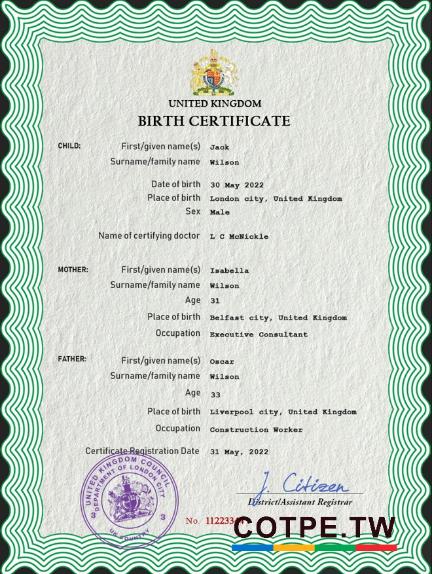 UNITED KINGDOM
BIRTH CERTIFICATE
CHILD: First/given name(s) Jack
Surname/family name Wilson
Date of birth 30 May 2022
Place of birth London city, United Kingdom
Sex Male
Name of certifying doctor L C McNickle
MOTHER: First/given name(s) Isabella
Surname/family name Wilson
Age 31
Place of birth Belfast city, United Kingdom
Occupation Executive Consultant
FATHER: First/given name(s) Oscar
Surname/family name Wilson
Age 33
Place of birth Liverpool city, United Kingdom
Occupation Construction Worker
Certificate Registration Date 31 May, 2022
UNITED KINGDOM COUNCIL
DEPARTMENT OF LONDON CITY
3 3
J. Citizen
District/Assistant Registrar
No. 112233
COTPE.TW